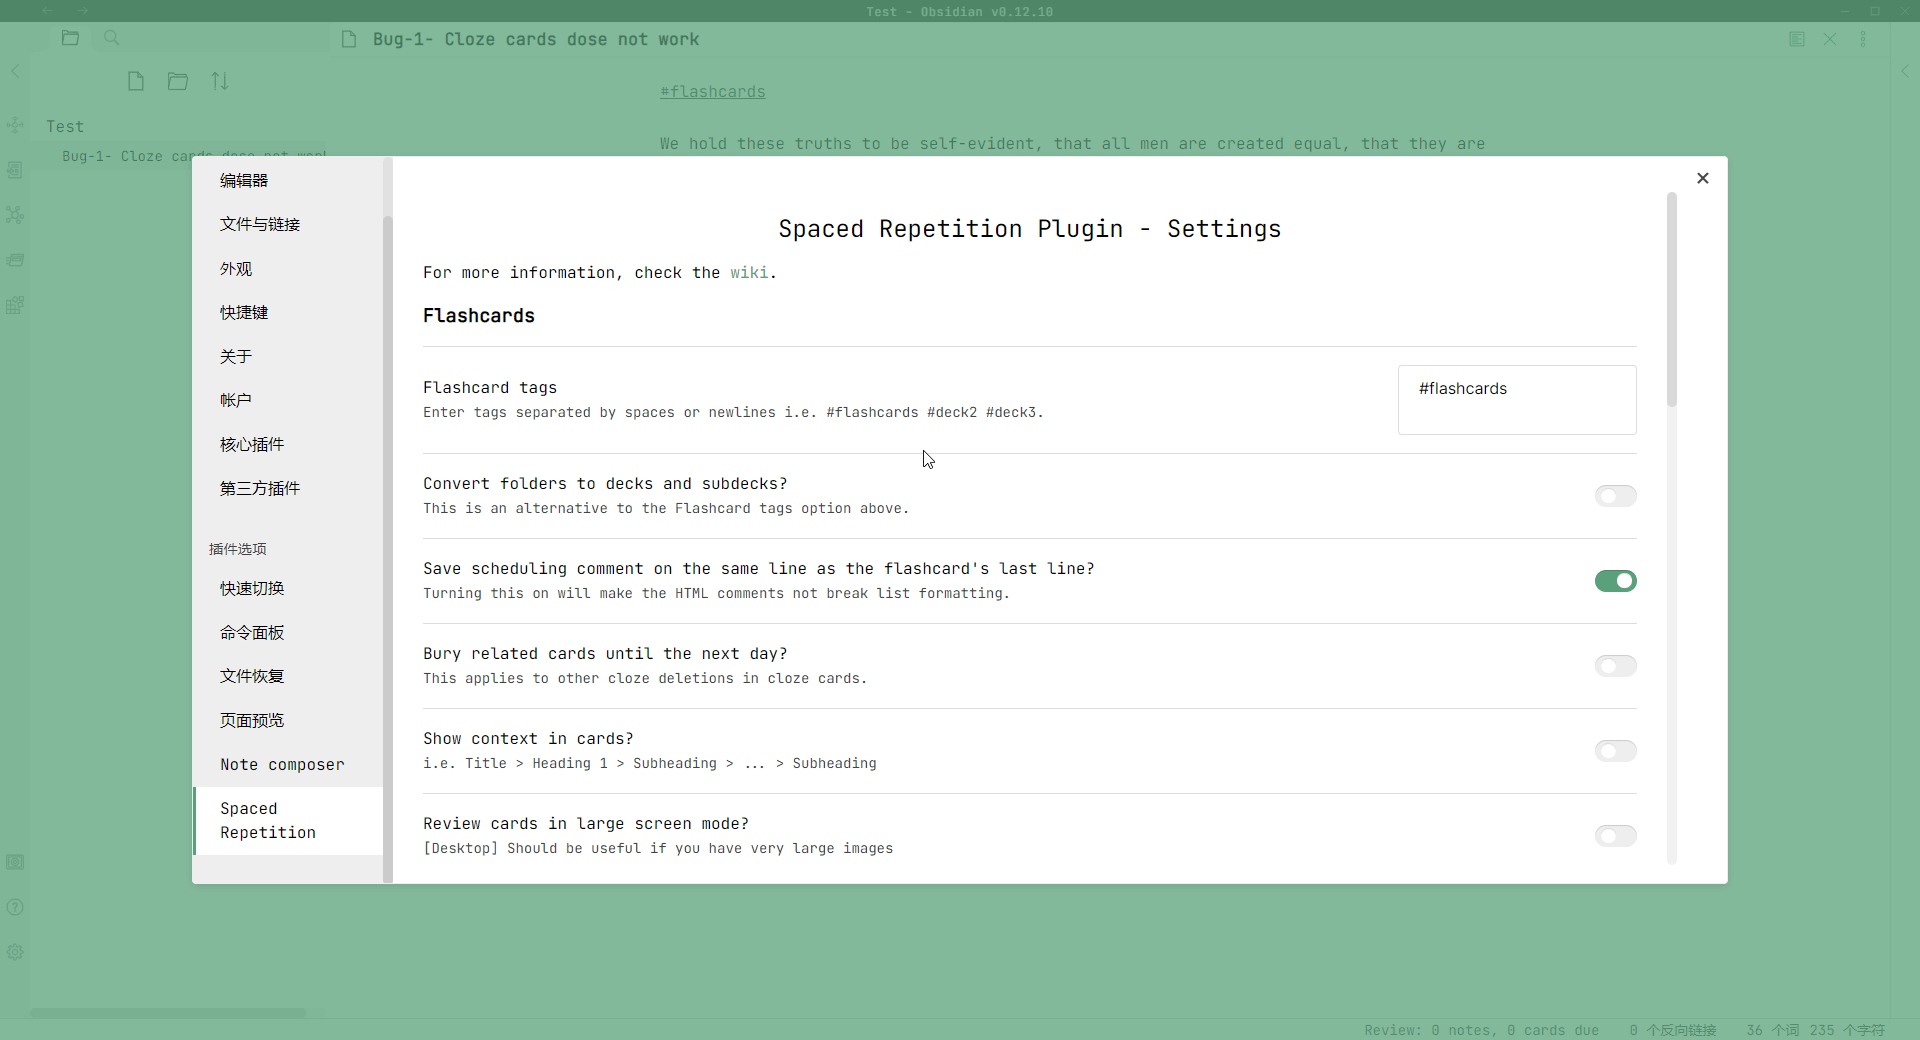 Test - Obsidian v0.12.10
Bug-1- Cloze cards dose not work
#flashcards
Test
We hold these truths to be self-evident, that all men are created equal, that they are
Bug-1- Cloze cards dose not work
编辑器
文件与链接
外观
快捷键
关于
帐户
核心插件
第三方插件
插件选项
快速切换
命令面板
文件恢复
页面预览
Note composer
Spaced
Repetition
Spaced Repetition Plugin - Settings
For more information, check the wiki.
Flashcards
Flashcard tags
Enter tags separated by spaces or newlines i.e. #flashcards #deck2 #deck3.
#flashcards
Convert folders to decks and subdecks?
This is an alternative to the Flashcard tags option above.
Save scheduling comment on the same line as the flashcard's last line?
Turning this on will make the HTML comments not break list formatting.
Bury related cards until the next day?
This applies to other cloze deletions in cloze cards.
Show context in cards?
i.e. Title > Heading 1 > Subheading > ... > Subheading
Review cards in large screen mode?
[Desktop] Should be useful if you have very large images
Review: 0 notes, 0 cards due
0 个反向链接
36 个词 235 个字符